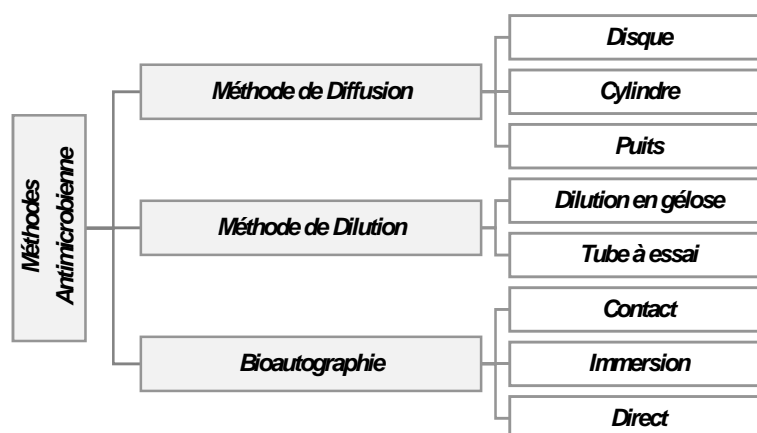 Méthodes
Antimicrobienne
Méthode de Diffusion
Disque
Cylindre
Puits
Méthode de Dilution
Dilution en gélose
Tube à essai
Bioautographie
Contact
Immersion
Direct